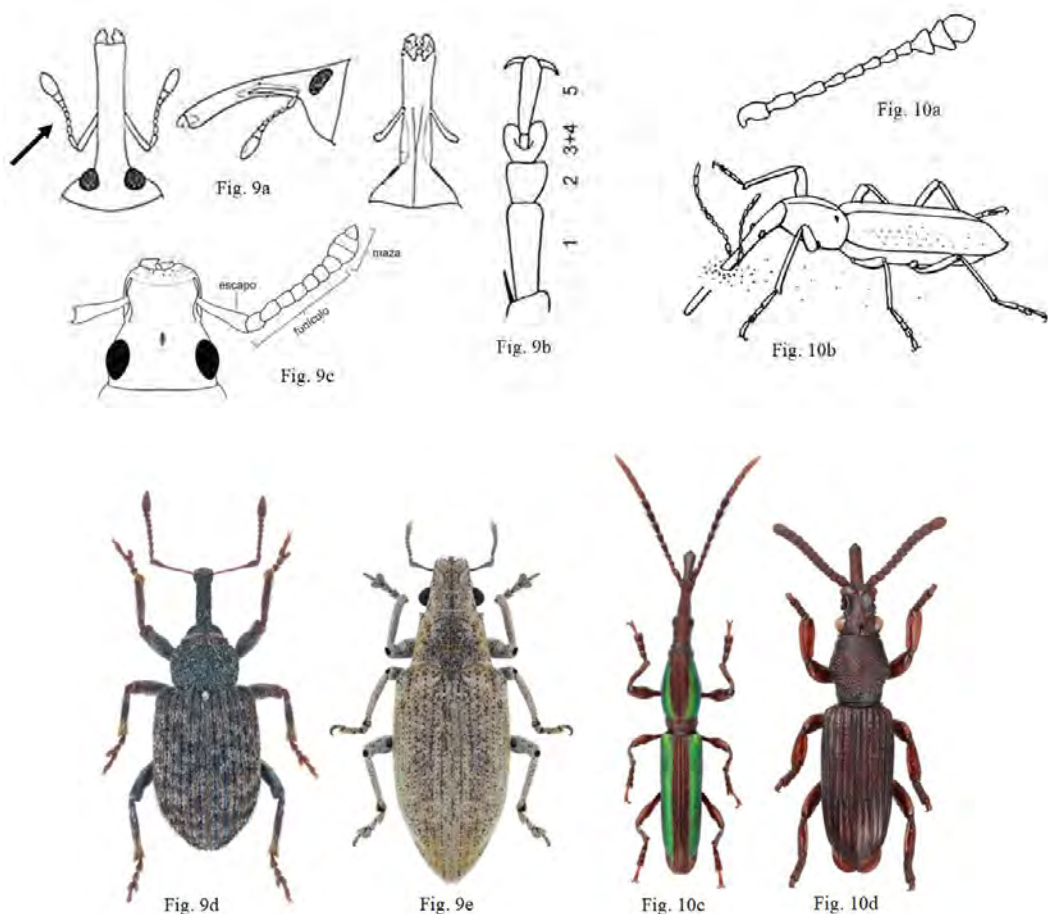 Fig. 9a
5
3+4
2
1
Fig. 9b
escapo
funículo
maza
Fig. 9c
Fig. 10a
Fig. 10b
Fig. 9d
Fig. 9e
Fig. 10c
Fig. 10d